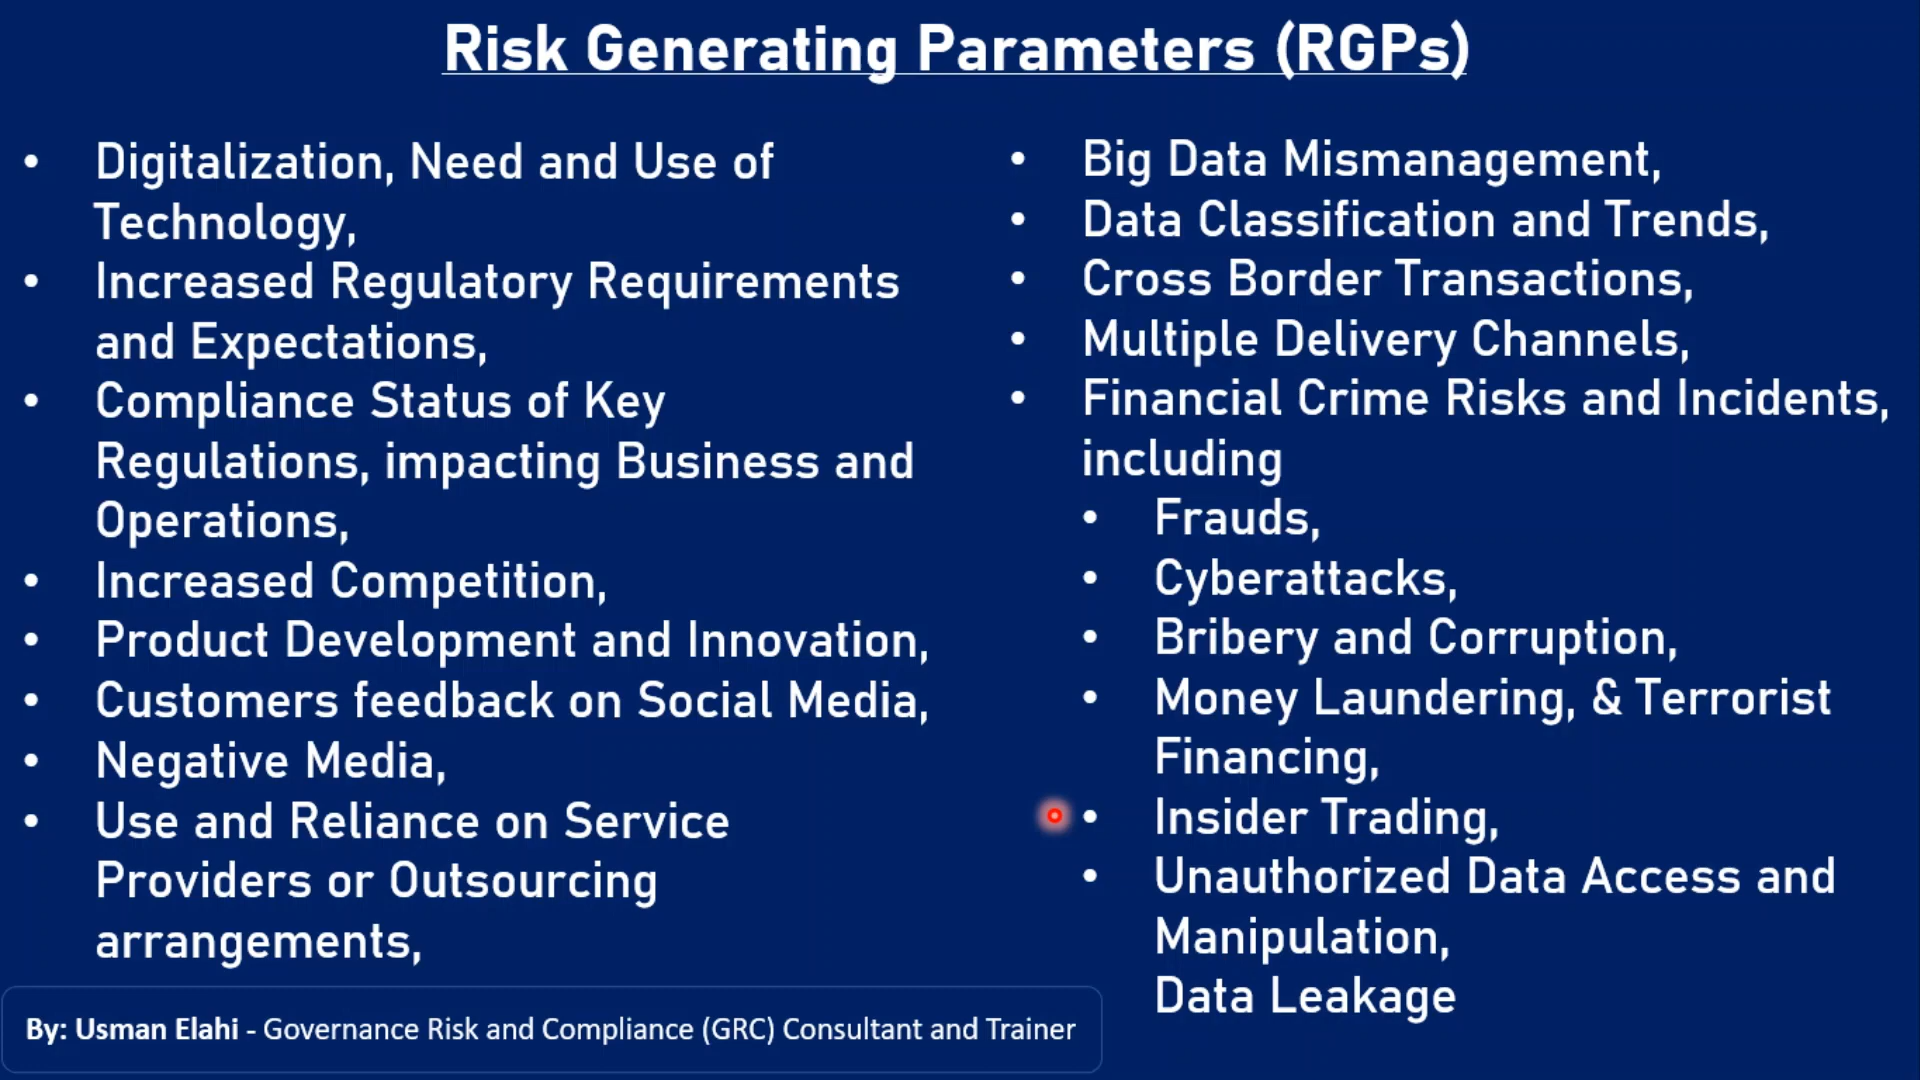 Risk Generating Parameters (RGPs)
• Digitalization, Need and Use of
Technology,
• Increased Regulatory Requirements
and Expectations,
• Compliance Status of Key
Regulations, impacting Business and
Operations,
• Increased Competition,
• Product Development and Innovation,
• Customers feedback on Social Media,
• Negative Media,
• Use and Reliance on Service
Providers or Outsourcing
arrangements,
• Big Data Mismanagement,
• Data Classification and Trends,
• Cross Border Transactions,
• Multiple Delivery Channels,
• Financial Crime Risks and Incidents,
including
• Frauds,
• Cyberattacks,
• Bribery and Corruption,
• Money Laundering, & Terrorist
Financing,
• Insider Trading,
• Unauthorized Data Access and
Manipulation,
Data Leakage
By: Usman Elahi - Governance Risk and Compliance (GRC) Consultant and Trainer